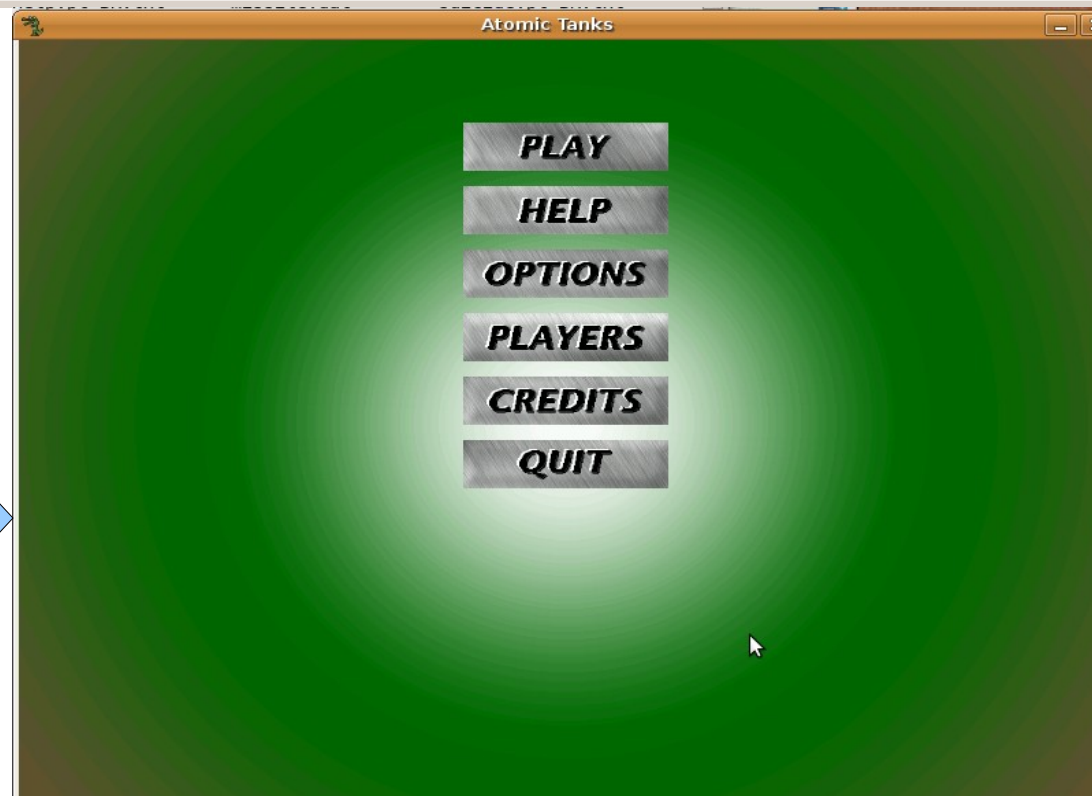 Atomic Tanks
PLAY
HELP
OPTIONS
PLAYERS
CREDITS
QUIT